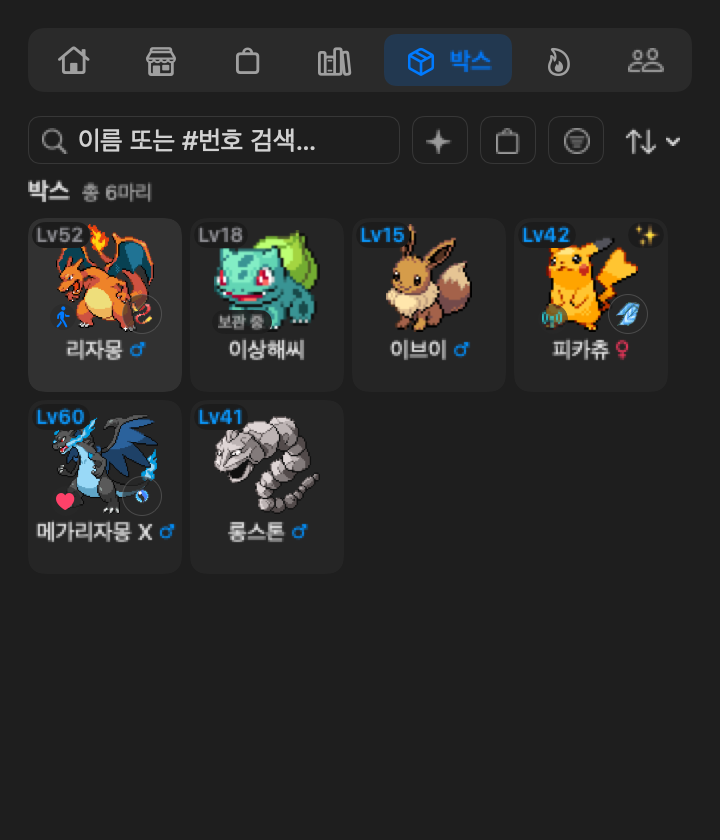 박스
이름 또는 #번호 검색...
박스 총 6마리
Lv52 Lv18 Lv15 Lv42
보관 중
리자몽 ♂ 이상해씨 이브이 ♂ 피카츄 ♀
Lv60 Lv41
메가리자몽 X ♂ 롱스톤 ♂